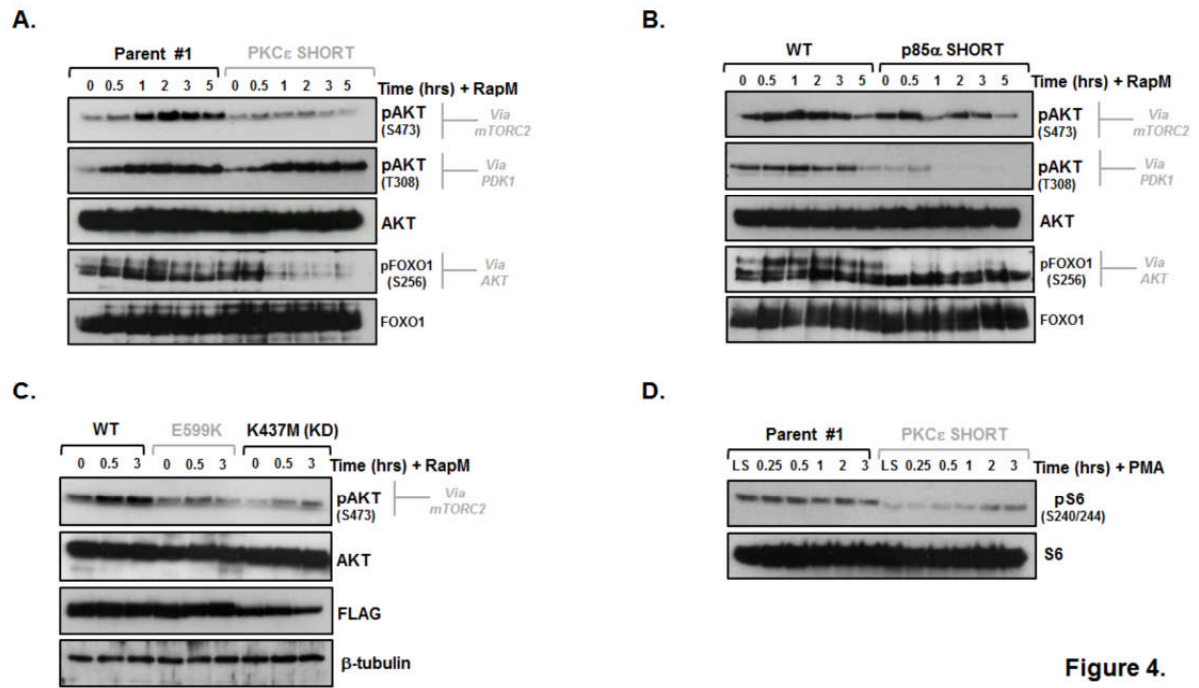 A.
Parent #1 PKCε SHORT
0 0.5 1 2 3 5 0 0.5 1 2 3 5 Time (hrs) + RapM
pAKT
(S473)
Via
mTORC2
pAKT
(T308)
Via
PDK1
AKT
pFOXO1
(S256)
Via
AKT
FOXO1
B.
WT p85α SHORT
0 0.5 1 2 3 5 0 0.5 1 2 3 5 Time (hrs) + RapM
pAKT
(S473)
Via
mTORC2
pAKT
(T308)
Via
PDK1
AKT
pFOXO1
(S256)
Via
AKT
FOXO1
C.
WT E599K K437M (KD)
0 0.5 3 0 0.5 3 0 0.5 3 Time (hrs) + RapM
pAKT
(S473)
Via
mTORC2
AKT
FLAG
β-tubulin
D.
Parent #1 PKCε SHORT
LS 0.25 0.5 1 2 3 LS 0.25 0.5 1 2 3 Time (hrs) + PMA
pS6
(S240/244)
S6
Figure 4.